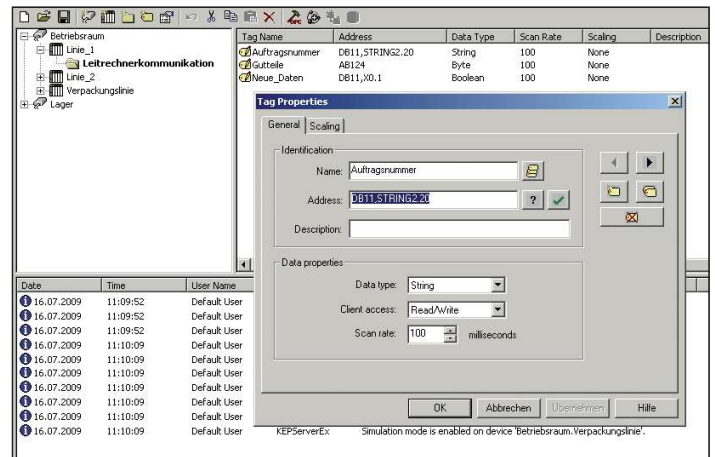 Betriebsraum
Linie_1
Leitrechnerkommunikation
Linie_2
Verpackungslinie
Lager
Tag Name Address Data Type Scan Rate Scaling Description
Auftragsnummer DB11,STRING2.20 String 100 None
Gutteile AB124 Byte 100 None
Neue_Daten DB11,X0.1 Boolean 100 None
Tag Properties
General Scaling
Identification
Name: Auftragsnummer
Address: DB11,STRING2.20 ?
Description:
Data properties
Data type: String
Client access: Read/Write
Scan rate: 100 milliseconds
OK Abbrechen Übernehmen Hilfe
Date Time User Name
16.07.2009 11:09:52 Default User
16.07.2009 11:09:52 Default User
16.07.2009 11:09:52 Default User
16.07.2009 11:10:09 Default User
16.07.2009 11:10:09 Default User
16.07.2009 11:10:09 Default User
16.07.2009 11:10:09 Default User
16.07.2009 11:10:09 Default User
16.07.2009 11:10:09 Default User
16.07.2009 11:10:09 Default User KEPServerEx Simulation mode is enabled on device 'Betriebsraum.Verpackungslinie'.